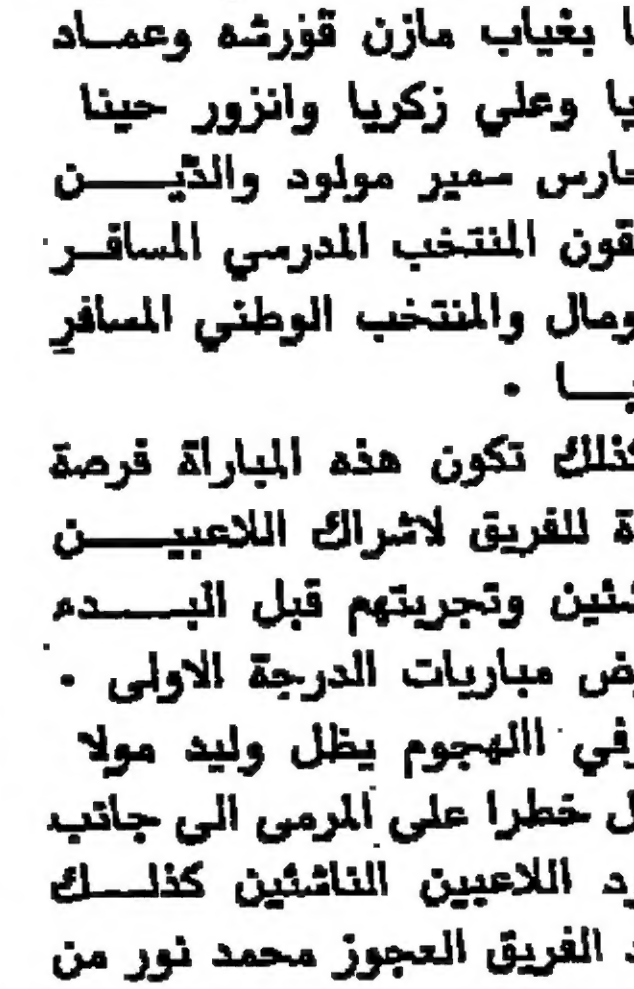 ا بغياب مازن قورشه وعماد
يا وعلي زكريا وانزور حينا
حارس سمير مولود والذين
قون المنتخب المدرسي المسافر
ومال والمنتخب الوطني المسافر
يا .
كذلك تكون هذه المباراة فرصة
ة للفريق لاشراك اللاعبين
شئين وتجربتهم قبل البدء
ض مباريات الدرجة الاولى .
وفي االهجوم يظل وليد مولا
ل خطرا على المرمى الى جانب
د اللاعبين الناشئين كذلك
د الفريق العجوز محمد نور من